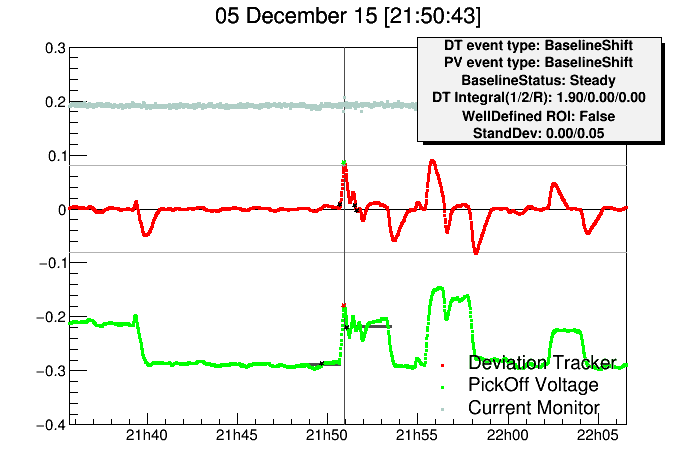 05 December 15 [21:50:43]
DT event type: BaselineShift
PV event type: BaselineShift
BaselineStatus: Steady
DT Integral(1/2/R): 1.90/0.00/0.00
WellDefined ROI: False
StandDev: 0.00/0.05
0.3
0.2
0.1
0
−0.1
−0.2
−0.3
−0.4
Deviation Tracker
PickOff Voltage
Current Monitor
21h40 21h45 21h50 21h55 22h00 22h05